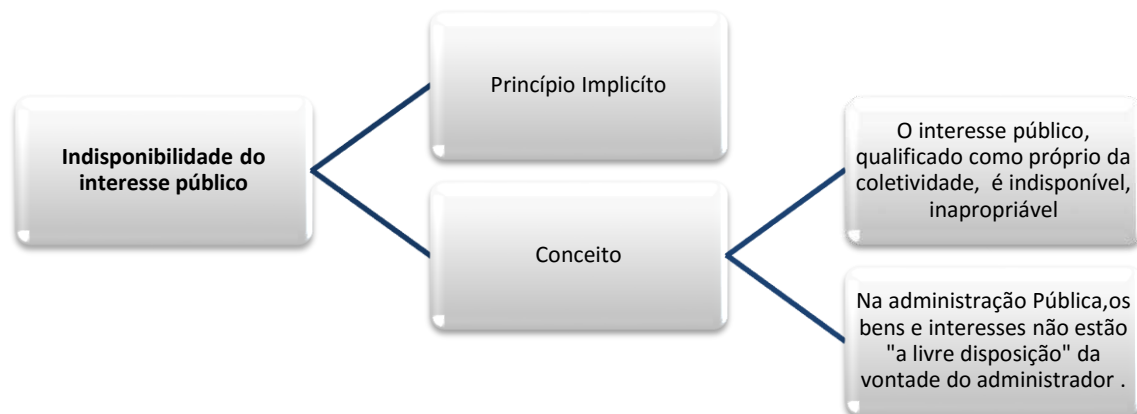 Indisponibilidade do
interesse público
Princípio Implicíto
Conceito
O interesse público,
qualificado como próprio da
coletividade, é indisponível,
inapropriável
Na administração Pública,os
bens e interesses não estão
"a livre disposição" da
vontade do administrador .